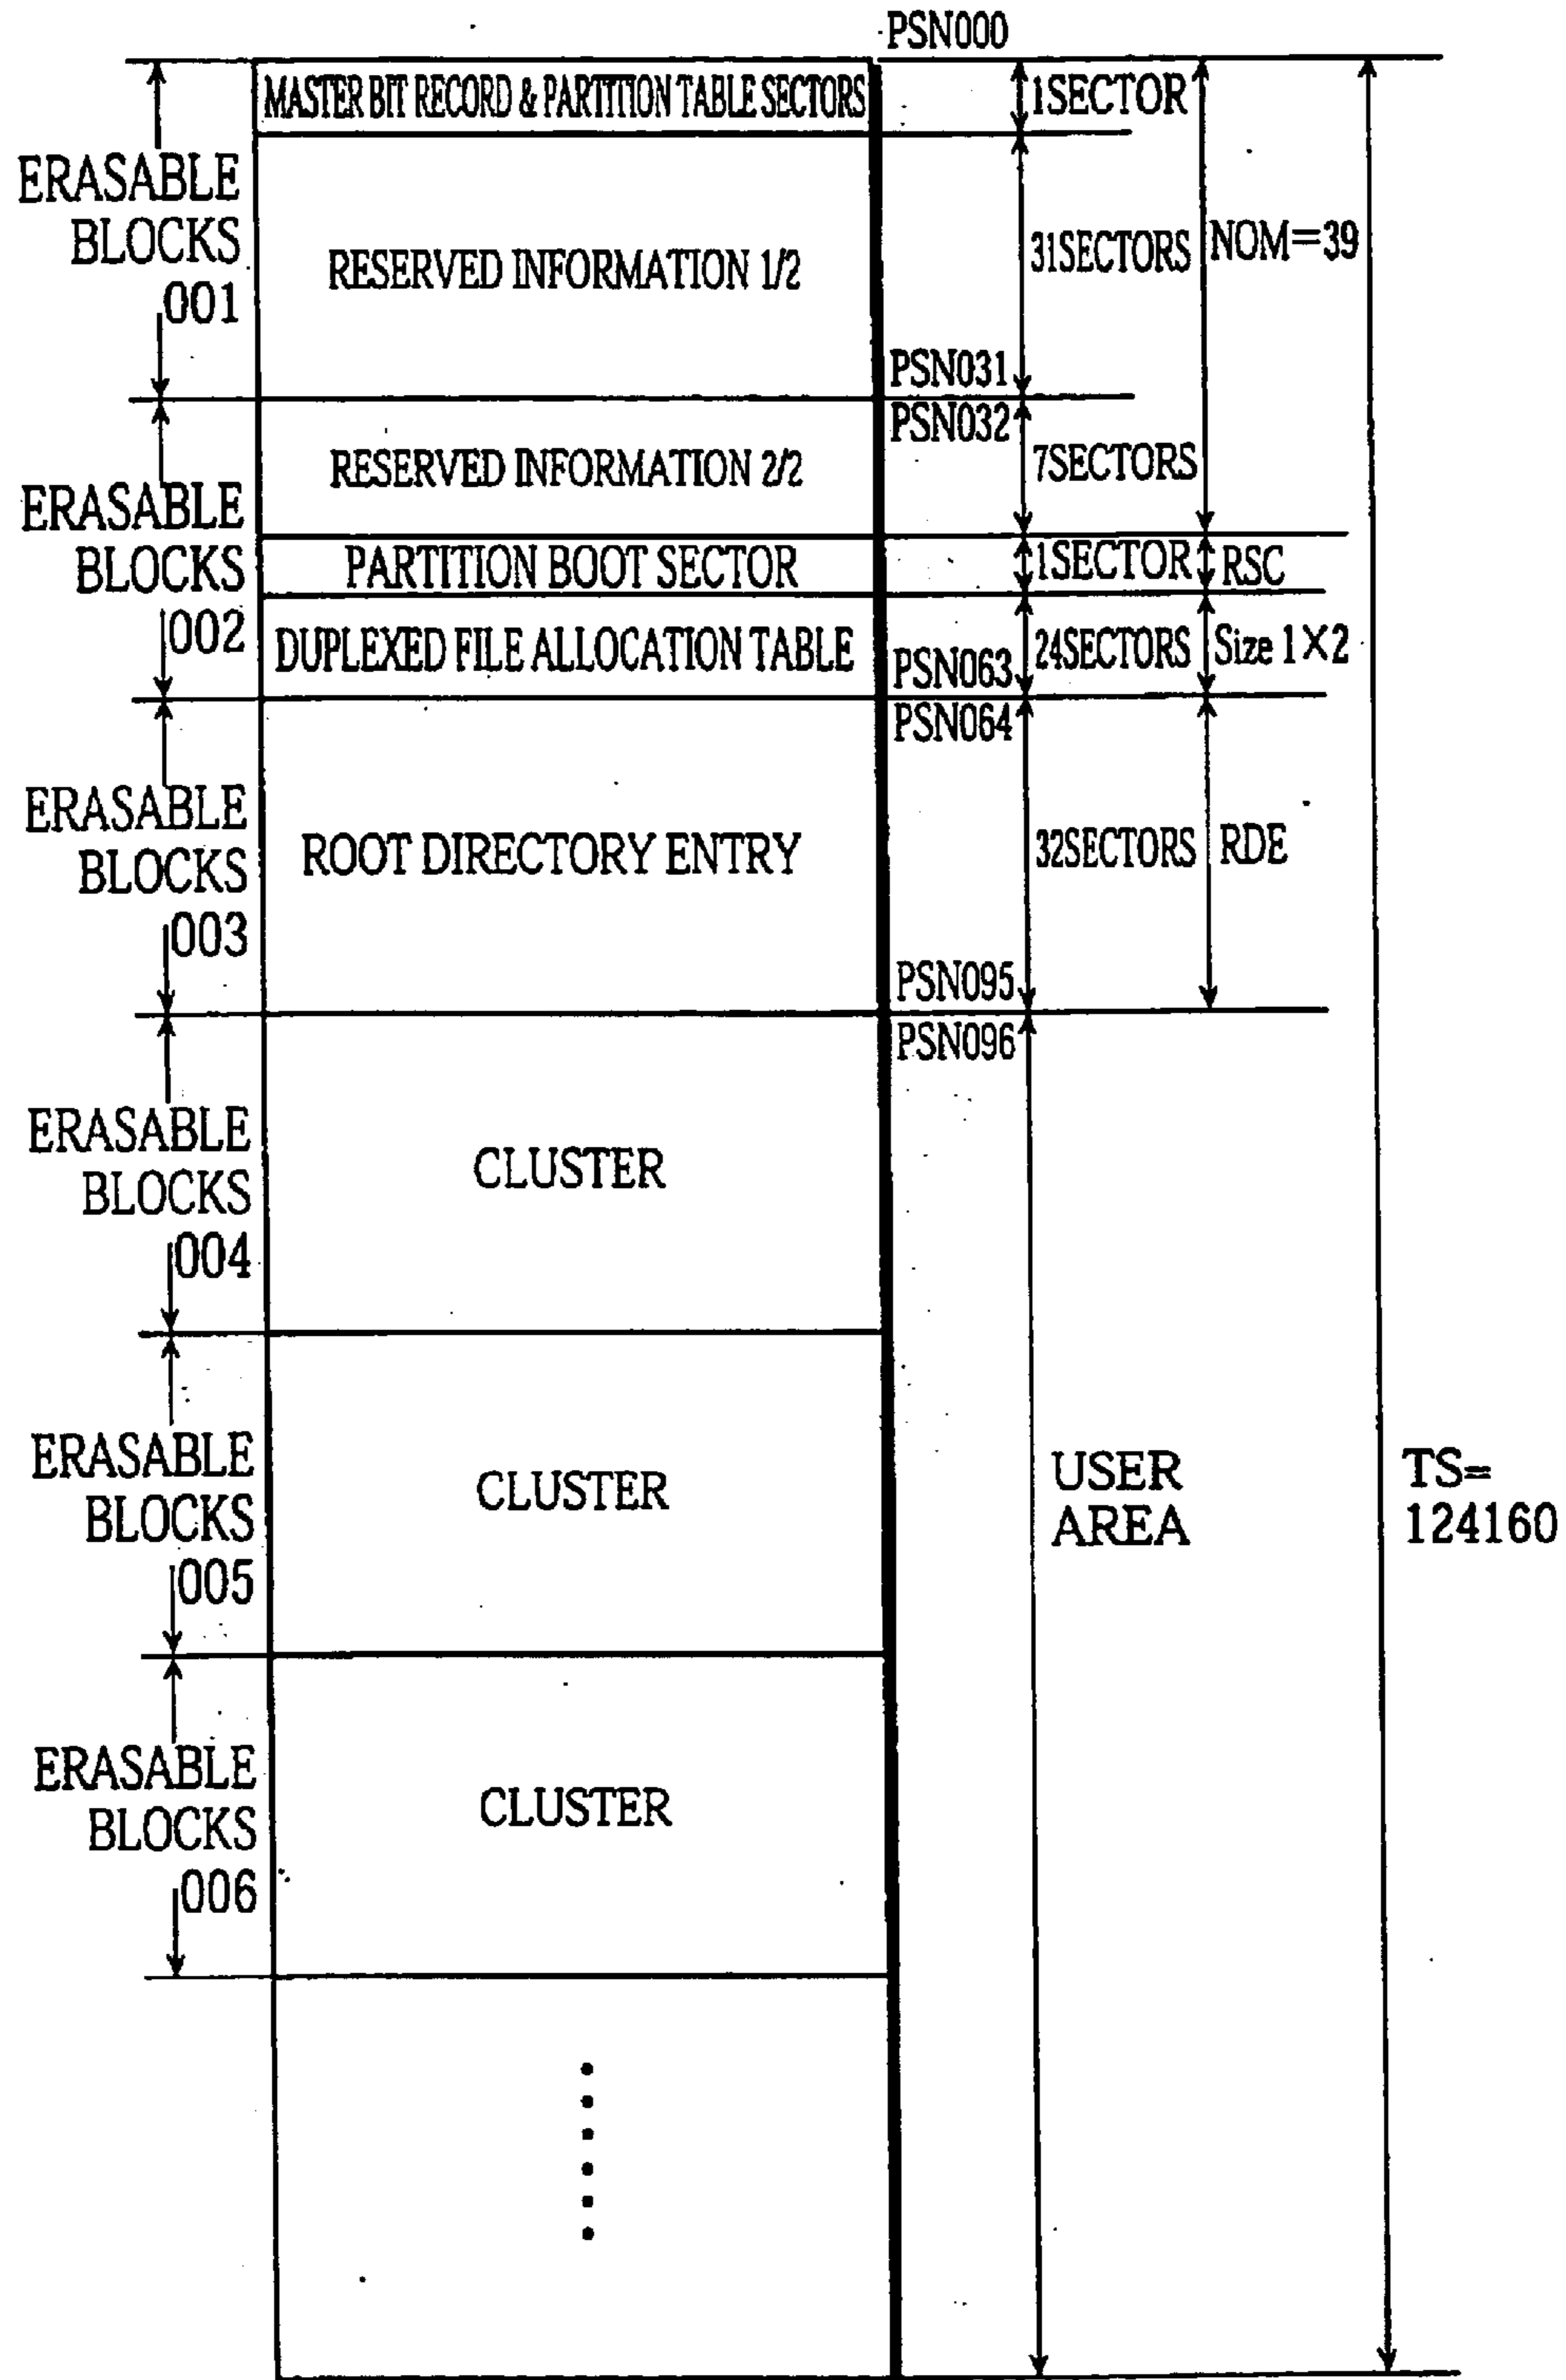 PSN000
MASTER BIT RECORD & PARTITION TABLE SECTORS
1SECTOR
ERASABLE
BLOCKS
001
RESERVED INFORMATION 1/2
31SECTORS
NOM=39
PSN031
PSN032
RESERVED INFORMATION 2/2
7SECTORS
ERASABLE
BLOCKS
002
PARTITION BOOT SECTOR
1SECTOR
RSC
DUPLEXED FILE ALLOCATION TABLE
PSN063
24SECTORS
Size 1×2
PSN064
ERASABLE
BLOCKS
003
ROOT DIRECTORY ENTRY
32SECTORS
RDE
PSN095
PSN096
ERASABLE
BLOCKS
004
CLUSTER
ERASABLE
BLOCKS
005
CLUSTER
USER
AREA
TS=
124160
ERASABLE
BLOCKS
006
CLUSTER